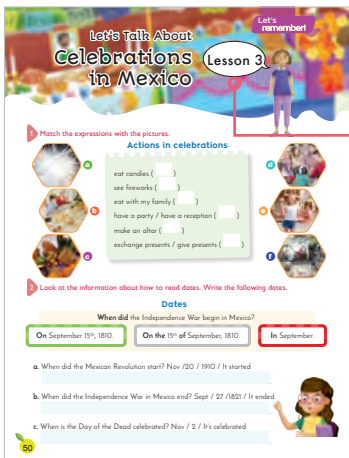 Let's
remember!
Let's Talk About
Celebrations
in Mexico
Lesson 3
1 Match the expressions with the pictures.
Actions in celebrations
a
b
c
eat candies ( )
see fireworks ( )
eat with my family ( )
have a party / have a reception ( )
make an altar ( )
exchange presents / give presents ( )
d
e
f
2 Look at the information about how to read dates. Write the following dates.
Dates
When did the Independence War begin in Mexico?
On September 15th, 1810.
On the 15th of September, 1810.
In September.
a. When did the Mexican Revolution start? Nov /20 / 1910 / It started
.
b. When did the Independence War in Mexico end? Sept / 27 /1821 / It ended
.
c. When is the Day of the Dead celebrated? Nov / 2 / It's celebrated
.
50